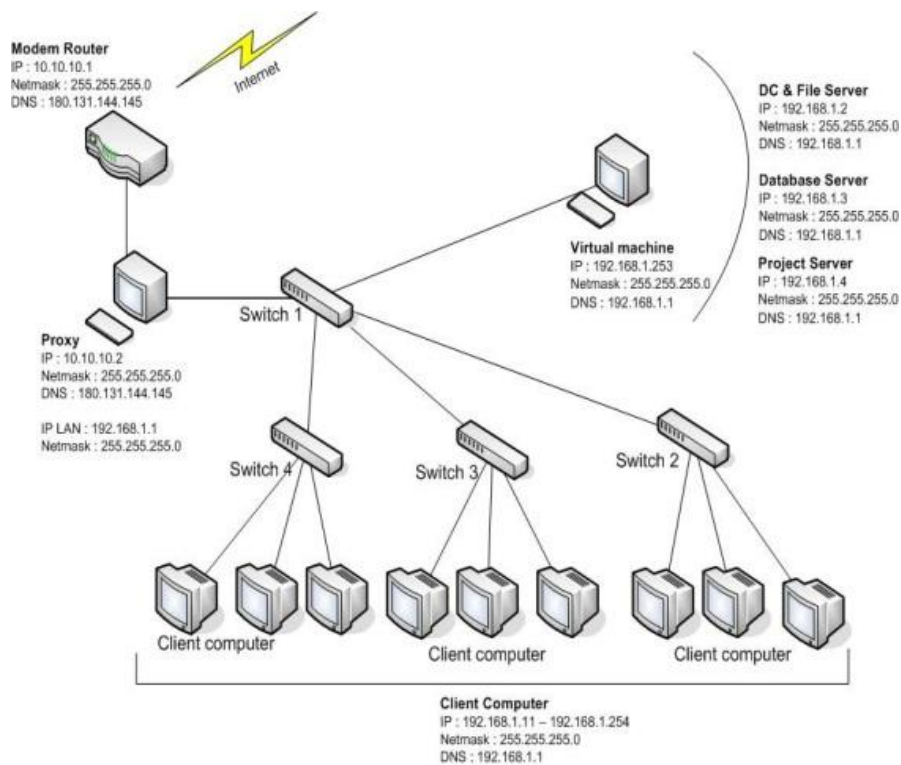 Modem Router
IP : 10.10.10.1
Netmask : 255.255.255.0
DNS : 180.131.144.145
Internet
DC & File Server
IP : 192.168.1.2
Netmask : 255.255.255.0
DNS : 192.168.1.1
Database Server
IP : 192.168.1.3
Netmask : 255.255.255.0
DNS : 192.168.1.1
Project Server
IP : 192.168.1.4
Netmask : 255.255.255.0
DNS : 192.168.1.1
Virtual machine
IP : 192.168.1.253
Netmask : 255.255.255.0
DNS : 192.168.1.1
Switch 1
Proxy
IP : 10.10.10.2
Netmask : 255.255.255.0
DNS : 180.131.144.145
IP LAN : 192.168.1.1
Netmask : 255.255.255.0
Switch 4
Switch 3
Switch 2
Client computer
Client computer
Client computer
Client Computer
IP : 192.168.1.11 – 192.168.1.254
Netmask : 255.255.255.0
DNS : 192.168.1.1